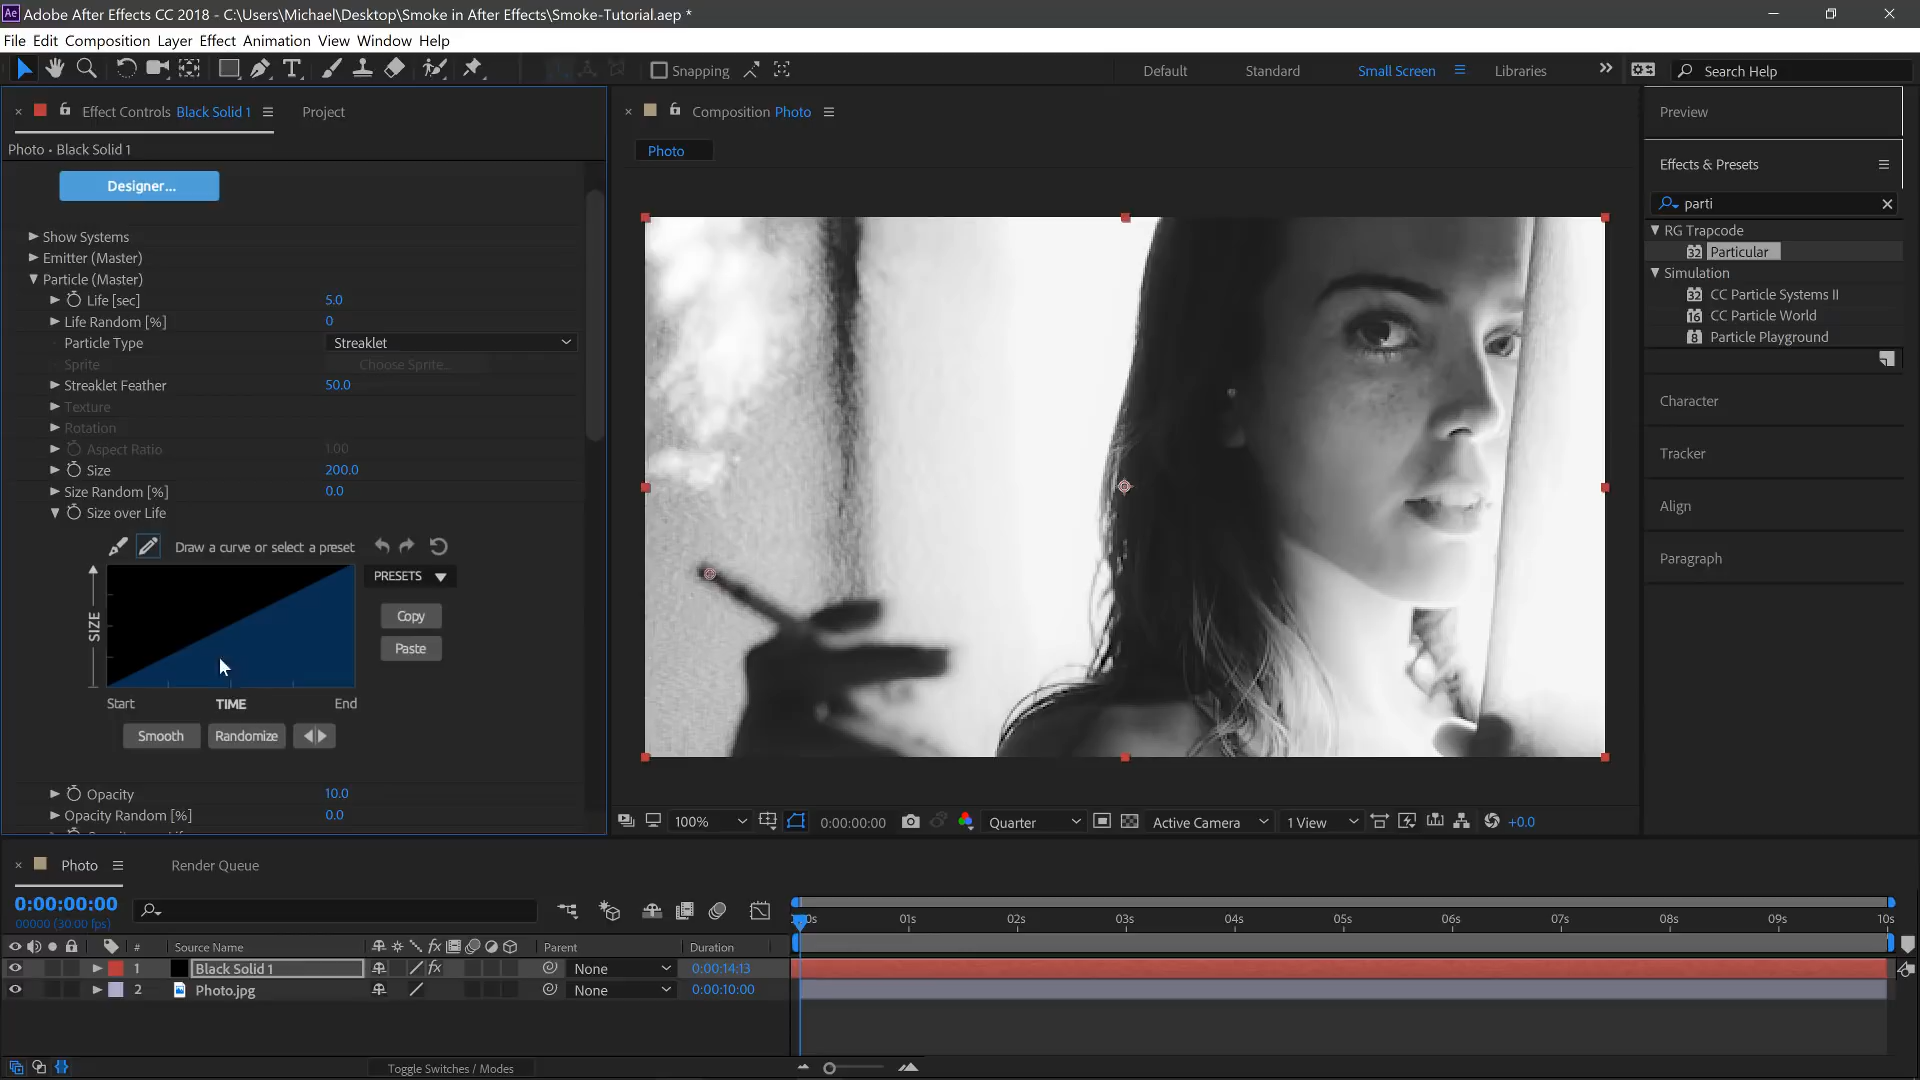 Ae Adobe After Effects CC 2018 - C:\Users\Michael\Desktop\Smoke in After Effects\Smoke-Tutorial.aep *
File Edit Composition Layer Effect Animation View Window Help
Snapping Default Standard Small Screen Libraries Search Help
Effect Controls Black Solid 1 Project
Composition Photo
Preview
Photo • Black Solid 1
Photo
Effects & Presets
Designer...
parti
Show Systems
RG Trapcode
Emitter (Master)
32 Particular
Particle (Master)
Simulation
Life [sec] 5.0
32 CC Particle Systems II
Life Random [%] 0
16 CC Particle World
Particle Type Streaklet
8 Particle Playground
Sprite Choose Sprite...
Streaklet Feather 50.0
Texture
Character
Rotation
Aspect Ratio 1.00
Tracker
Size 200.0
Size Random [%] 0.0
Align
Size over Life
Draw a curve or select a preset
Paragraph
PRESETS
Copy
SIZE
Paste
Start TIME End
Smooth Randomize
Opacity 10.0
Opacity Random [%] 0.0
100% 0:00:00:00 Quarter Active Camera 1 View +0.0
Photo Render Queue
0:00:00:00
00000 (30.00 fps)
01s 02s 03s 04s 05s 06s 07s 08s 09s 10s
# Source Name fx Parent Duration
1 Black Solid 1 fx None 0:00:14:13
2 Photo.jpg None 0:00:10:00
Toggle Switches / Modes